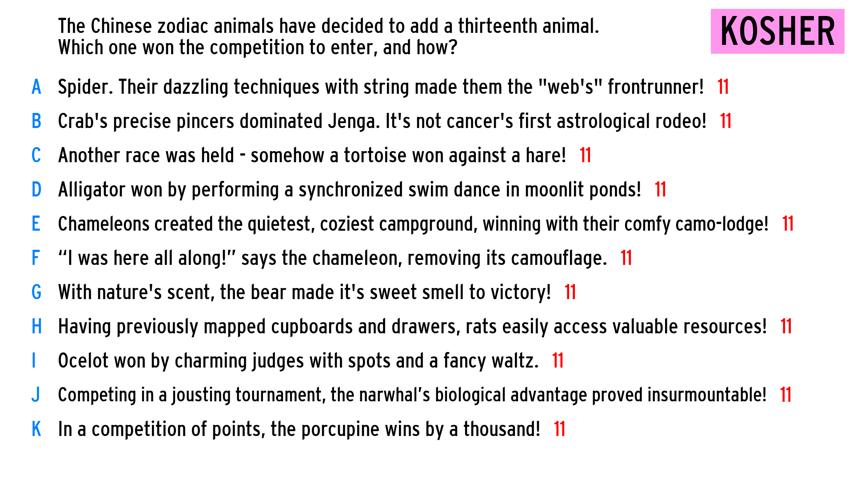 The Chinese zodiac animals have decided to add a thirteenth animal.
Which one won the competition to enter, and how?
KOSHER
A Spider. Their dazzling techniques with string made them the "web's" frontrunner! 11
B Crab's precise pincers dominated Jenga. It's not cancer's first astrological rodeo! 11
C Another race was held - somehow a tortoise won against a hare! 11
D Alligator won by performing a synchronized swim dance in moonlit ponds! 11
E Chameleons created the quietest, coziest campground, winning with their comfy camo-lodge! 11
F “I was here all along!” says the chameleon, removing its camouflage. 11
G With nature's scent, the bear made it's sweet smell to victory! 11
H Having previously mapped cupboards and drawers, rats easily access valuable resources! 11
I Ocelot won by charming judges with spots and a fancy waltz. 11
J Competing in a jousting tournament, the narwhal’s biological advantage proved insurmountable! 11
K In a competition of points, the porcupine wins by a thousand! 11